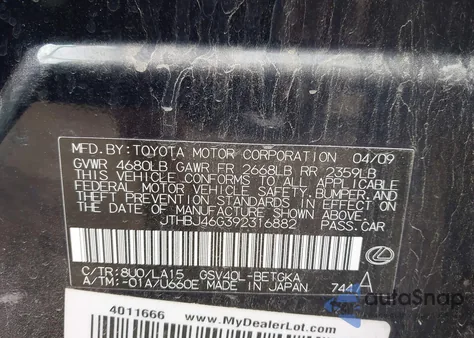 MFD.BY:TOYOTA MOTOR CORPORATION 04/09
GVWR 4680LB GAWR FR 2668LB RR 2359LB
THIS VEHICLE CONFORMS TO ALL APPLICABLE
FEDERAL MOTOR VEHICLE SAFETY, BUMPER, AND
THEFT PREVENTION STANDARDS IN EFFECT ON
THE DATE OF MANUFACTURE SHOWN ABOVE.
JTHBJ46G392316882 PASS.CAR
C/TR:8U0/LA15 GSV40L-BETGKA
A/TM:-01A/U660E MADE IN JAPAN 744 A
4011666 www.MyDealerLot.com
AutoSnap